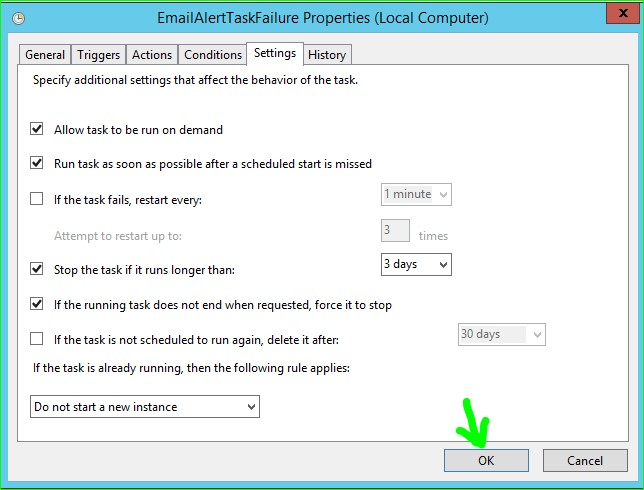 EmailAlertTaskFailure Properties (Local Computer)
X
General Triggers Actions Conditions Settings History
Specify additional settings that affect the behavior of the task.
Allow task to be run on demand
Run task as soon as possible after a scheduled start is missed
If the task fails, restart every: 1 minute
Attempt to restart up to: 3 times
Stop the task if it runs longer than: 3 days
If the running task does not end when requested, force it to stop
If the task is not scheduled to run again, delete it after: 30 days
If the task is already running, then the following rule applies:
Do not start a new instance
OK Cancel